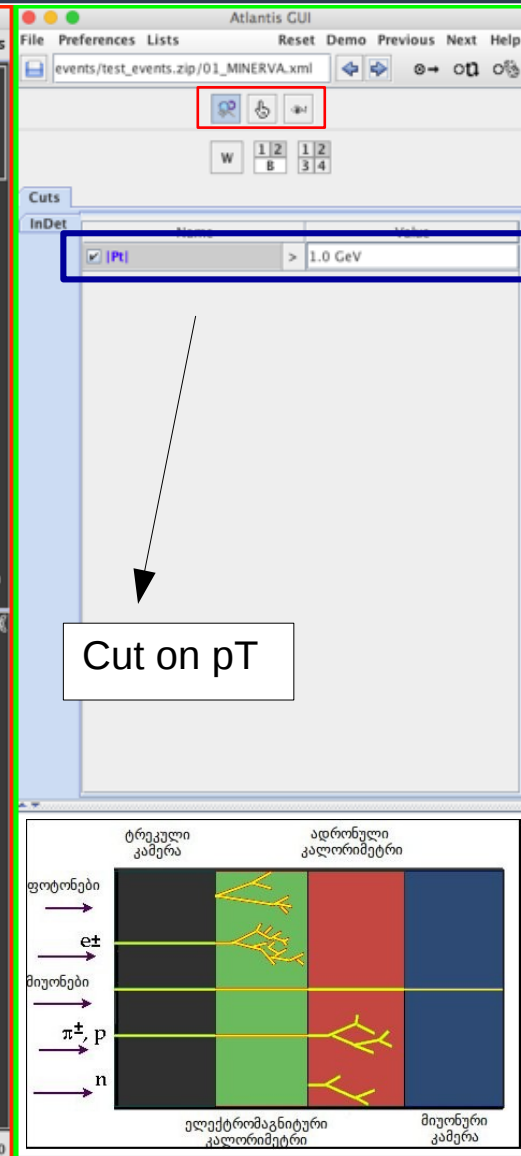 Atlantis GUI
File Preferences Lists Reset Demo Previous Next Help
events/test_events.zip/01_MINERVA.xml
W 1 2 1 2
B 3 4
Cuts
InDet
Name Value
|Pt| > 1.0 GeV
Cut on pT
ტრეკული ადრონული
კამერა კალორიმეტრი
ფოტონები
e±
მიუონები
π±, p
n
ელექტრომაგნიტური მიუონური
კალორიმეტრი კამერა